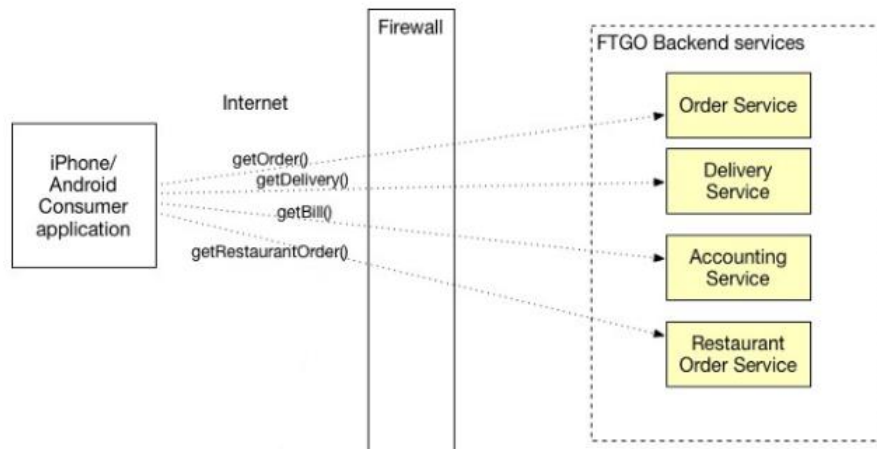 Firewall
FTGO Backend services
Internet
iPhone/
Android
Consumer
application
getOrder()
getDelivery()
getBill()
getRestaurantOrder()
Order Service
Delivery
Service
Accounting
Service
Restaurant
Order Service